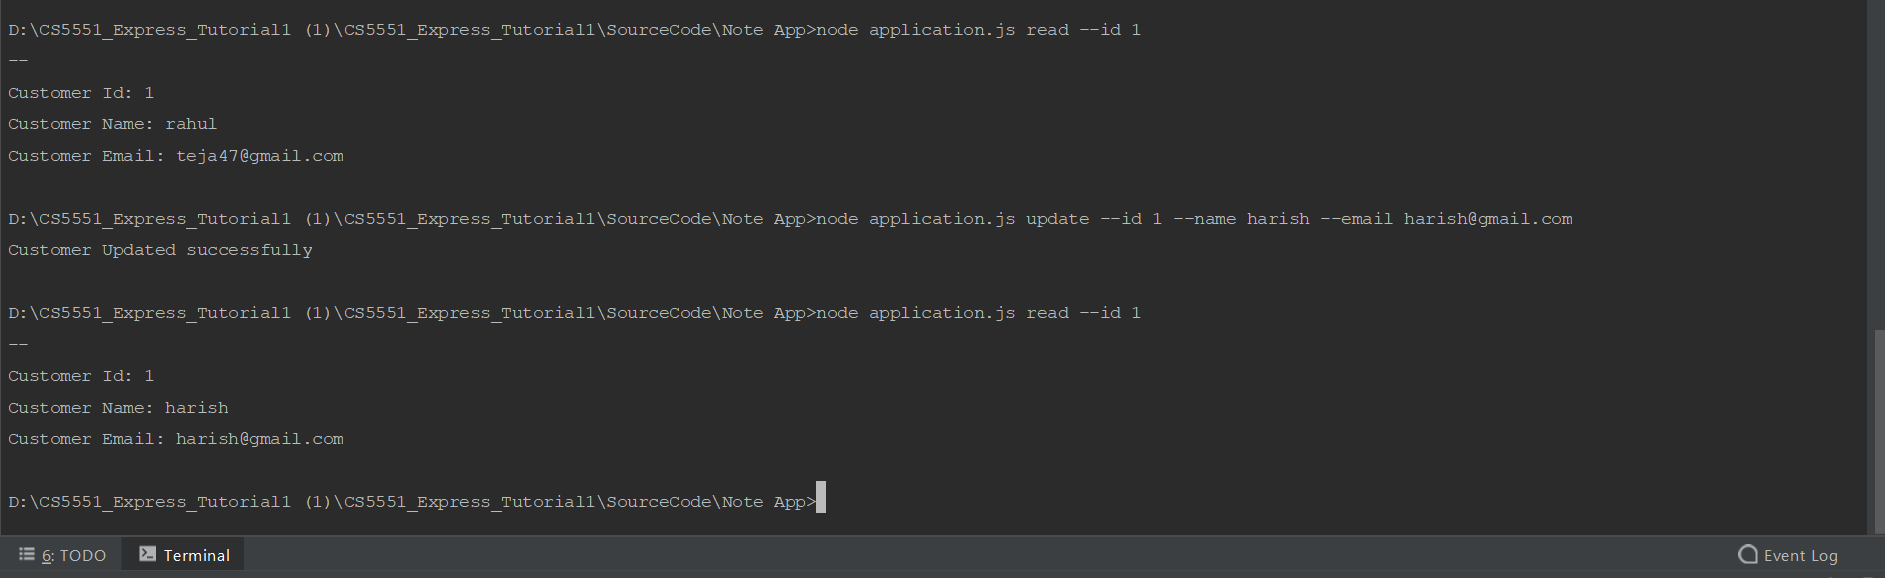 D:\CS5551_Express_Tutorial1 (1)\CS5551_Express_Tutorial1\SourceCode\Note App>node application.js read --id 1
--
Customer Id: 1
Customer Name: rahul
Customer Email: teja47@gmail.com
D:\CS5551_Express_Tutorial1 (1)\CS5551_Express_Tutorial1\SourceCode\Note App>node application.js update --id 1 --name harish --email harish@gmail.com
Customer Updated successfully
D:\CS5551_Express_Tutorial1 (1)\CS5551_Express_Tutorial1\SourceCode\Note App>node application.js read --id 1
--
Customer Id: 1
Customer Name: harish
Customer Email: harish@gmail.com
D:\CS5551_Express_Tutorial1 (1)\CS5551_Express_Tutorial1\SourceCode\Note App>
6: TODO Terminal Event Log